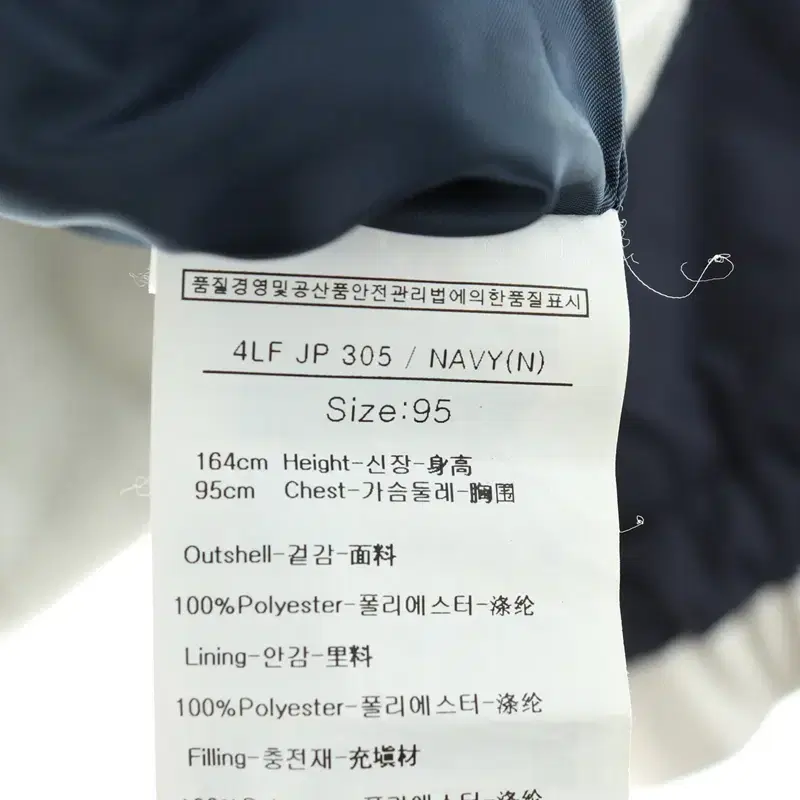 품질경영및공산품안전관리법에의한품질표시
4LF JP 305 / NAVY(N)
Size:95
164cm Height-신장-身高
95cm Chest-가슴둘레-胸围
Outshell-겉감-面料
100%Polyester-폴리에스터-涤纶
Lining-안감-里料
100%Polyester-폴리에스터-涤纶
Filling-충전재-充填材